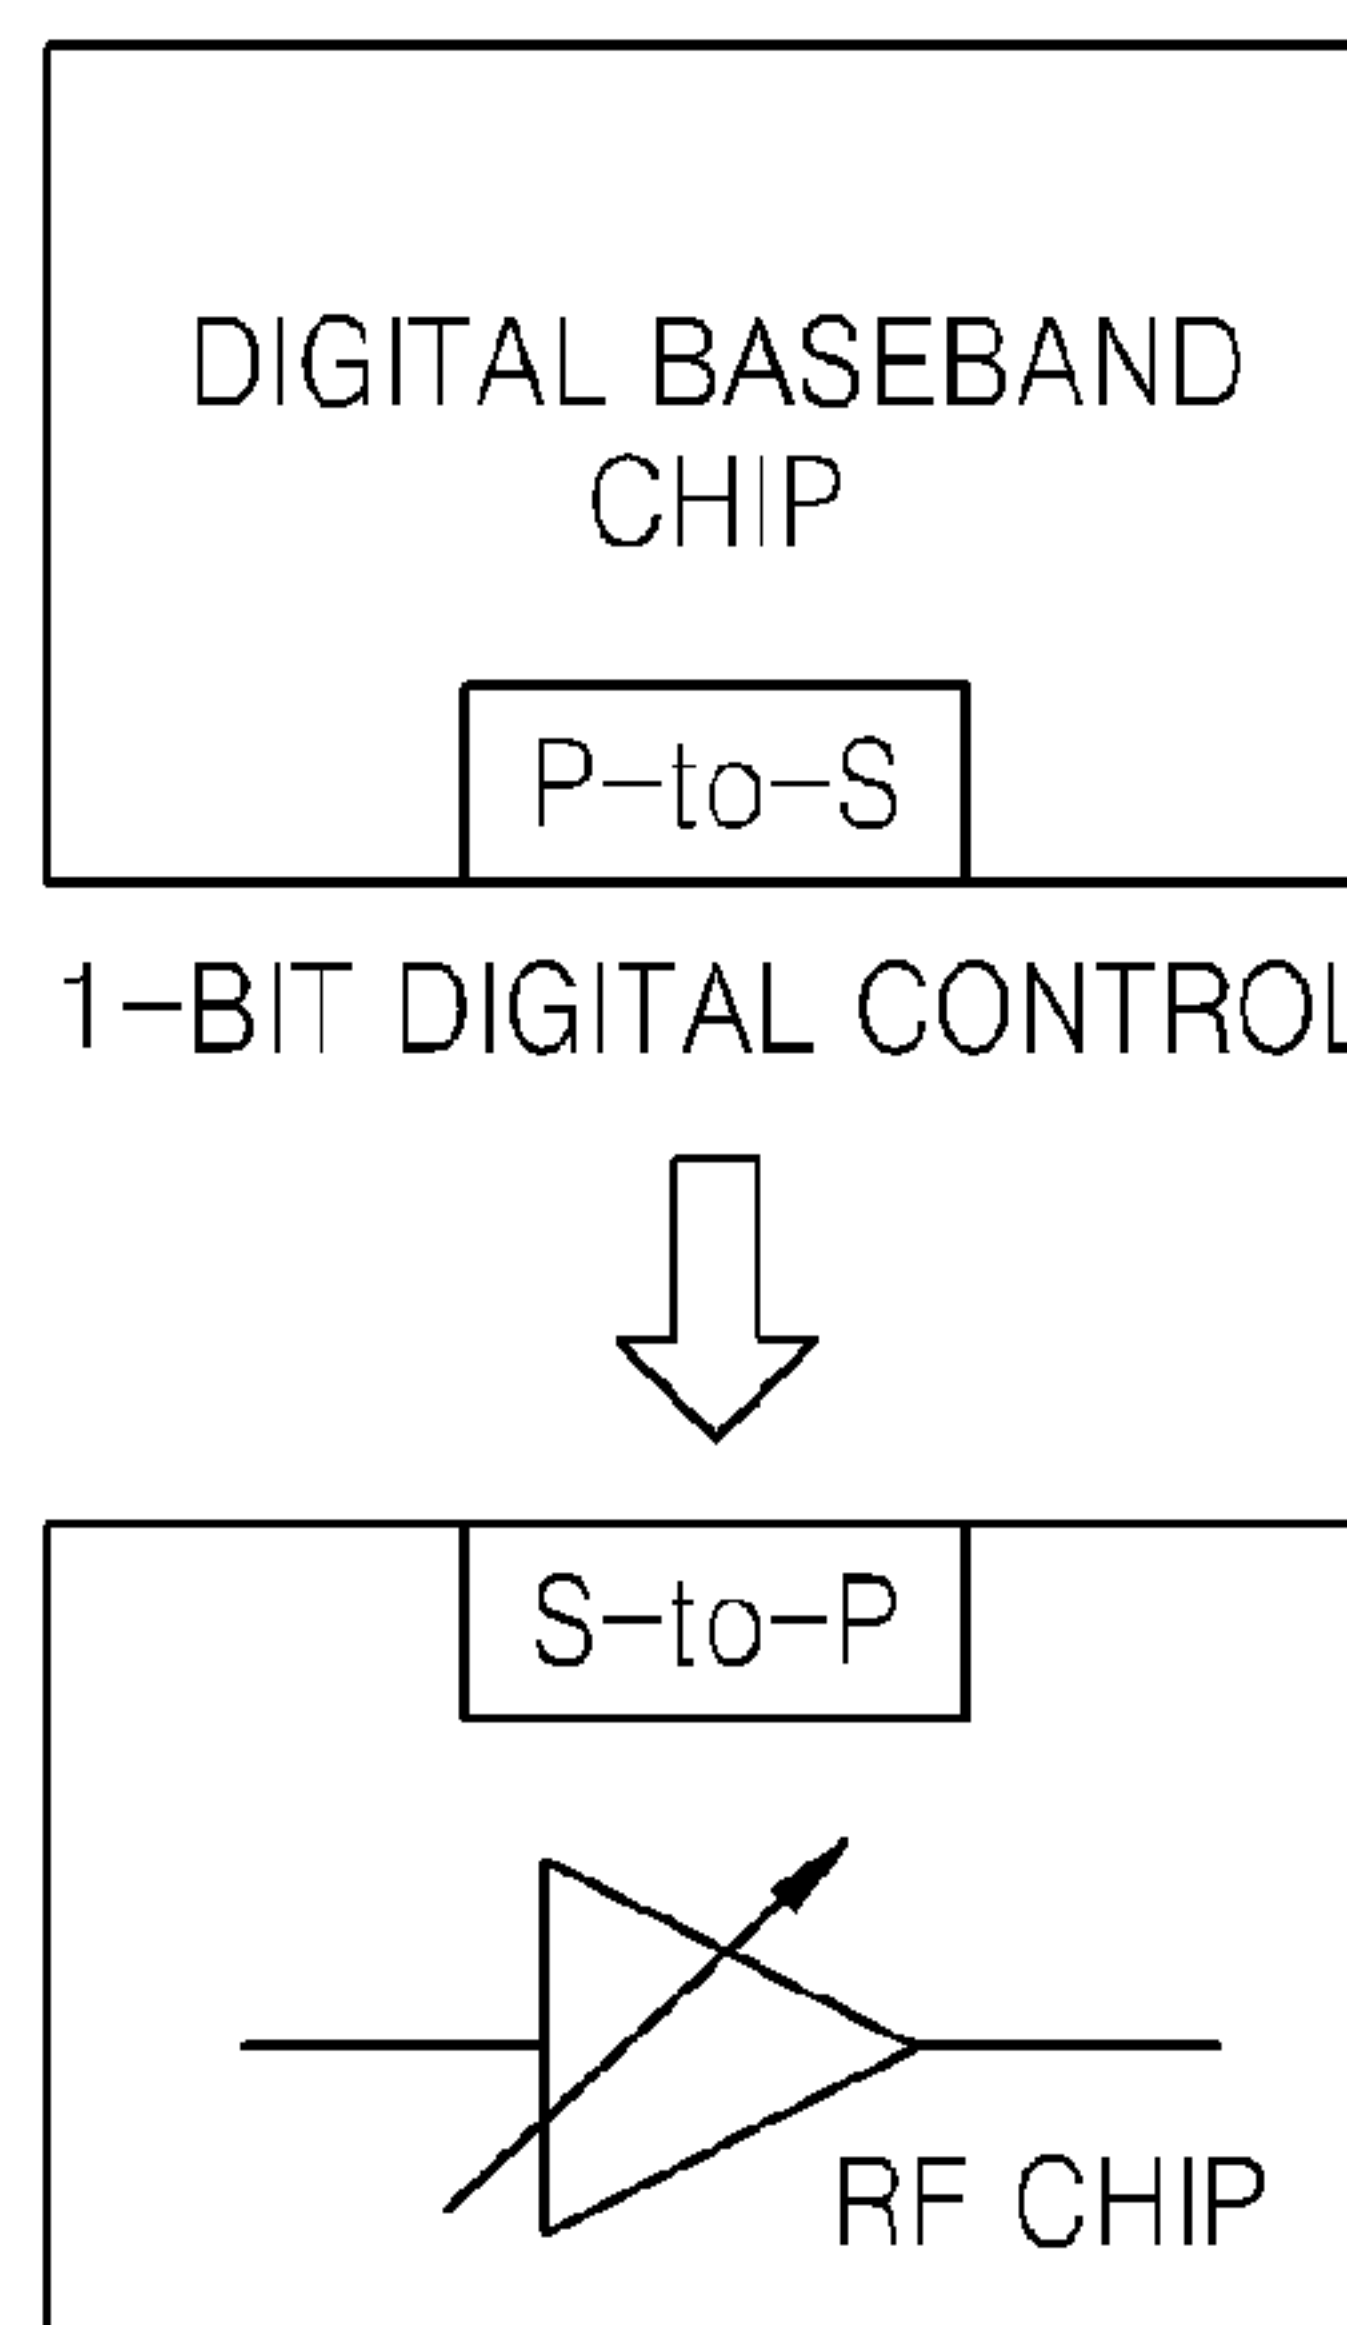 DIGITAL BASEBAND
CHIP
P-to-S
1-BIT DIGITAL CONTROL
S-to-P
RF CHIP